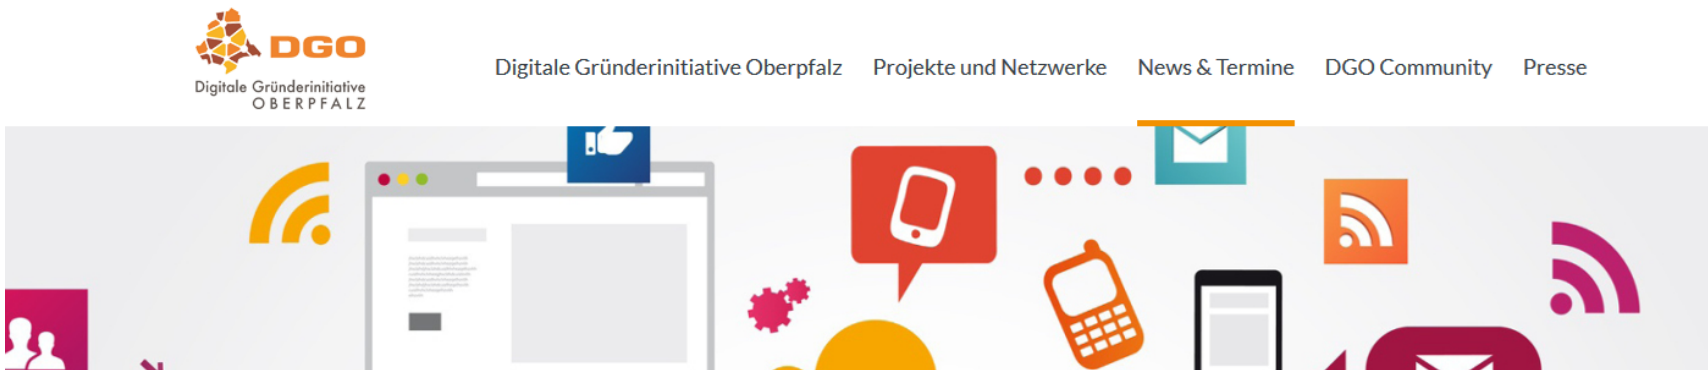 DGO
Digitale Gründerinitiative
OBERPFALZ
Digitale Gründerinitiative Oberpfalz Projekte und Netzwerke News & Termine DGO Community Presse